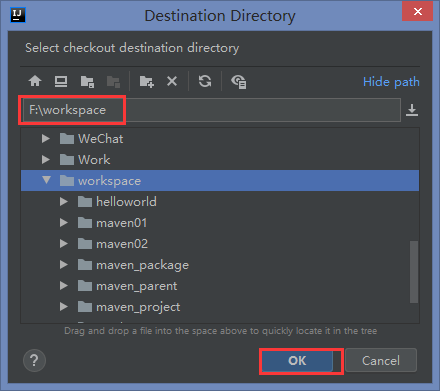 IJ Destination Directory
Select checkout destination directory
Hide path
F:\workspace
WeChat
Work
workspace
helloworld
maven01
maven02
maven_package
maven_parent
maven_project
Drag and drop a file into the space above to quickly locate it in the tree
? OK Cancel